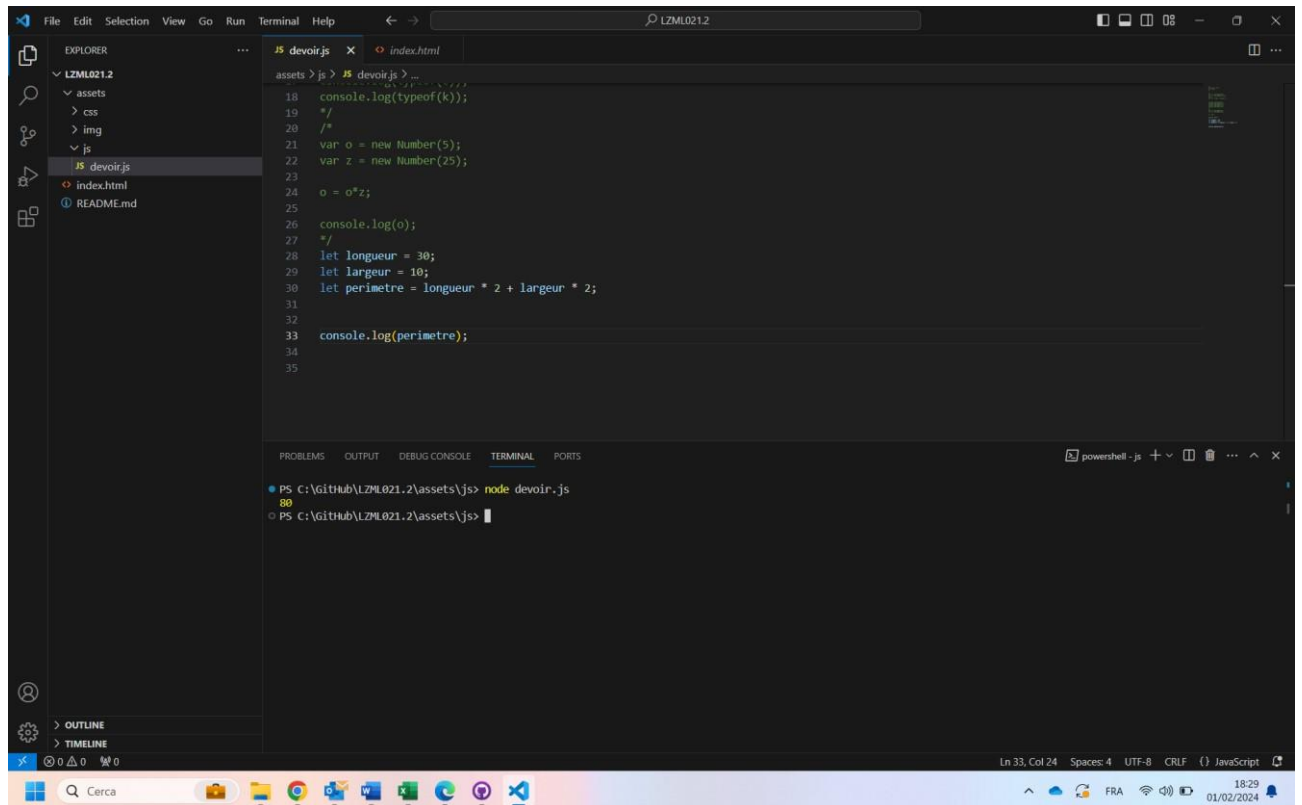 File Edit Selection View Go Run Terminal Help
LZML021.2
EXPLORER
LZML021.2
assets
css
img
js
JS devoir.js
index.html
README.md
OUTLINE
TIMELINE
JS devoir.js
index.html
assets > js > JS devoir.js > ...
18 console.log(typeof(k));
19 */
20 /*
21 var o = new Number(5);
22 var z = new Number(25);
23
24 o = o*z;
25
26 console.log(o);
27 */
28 let longueur = 30;
29 let largeur = 10;
30 let perimetre = longueur * 2 + largeur * 2;
31
32
33 console.log(perimetre);
34
35
PROBLEMS OUTPUT DEBUG CONSOLE TERMINAL PORTS
powershell - js
PS C:\GitHub\LZML021.2\assets\js> node devoir.js
80
PS C:\GitHub\LZML021.2\assets\js>
0 0 0
Ln 33, Col 24 Spaces: 4 UTF-8 CRLF {} JavaScript
Cerca
FRA
18:29
01/02/2024